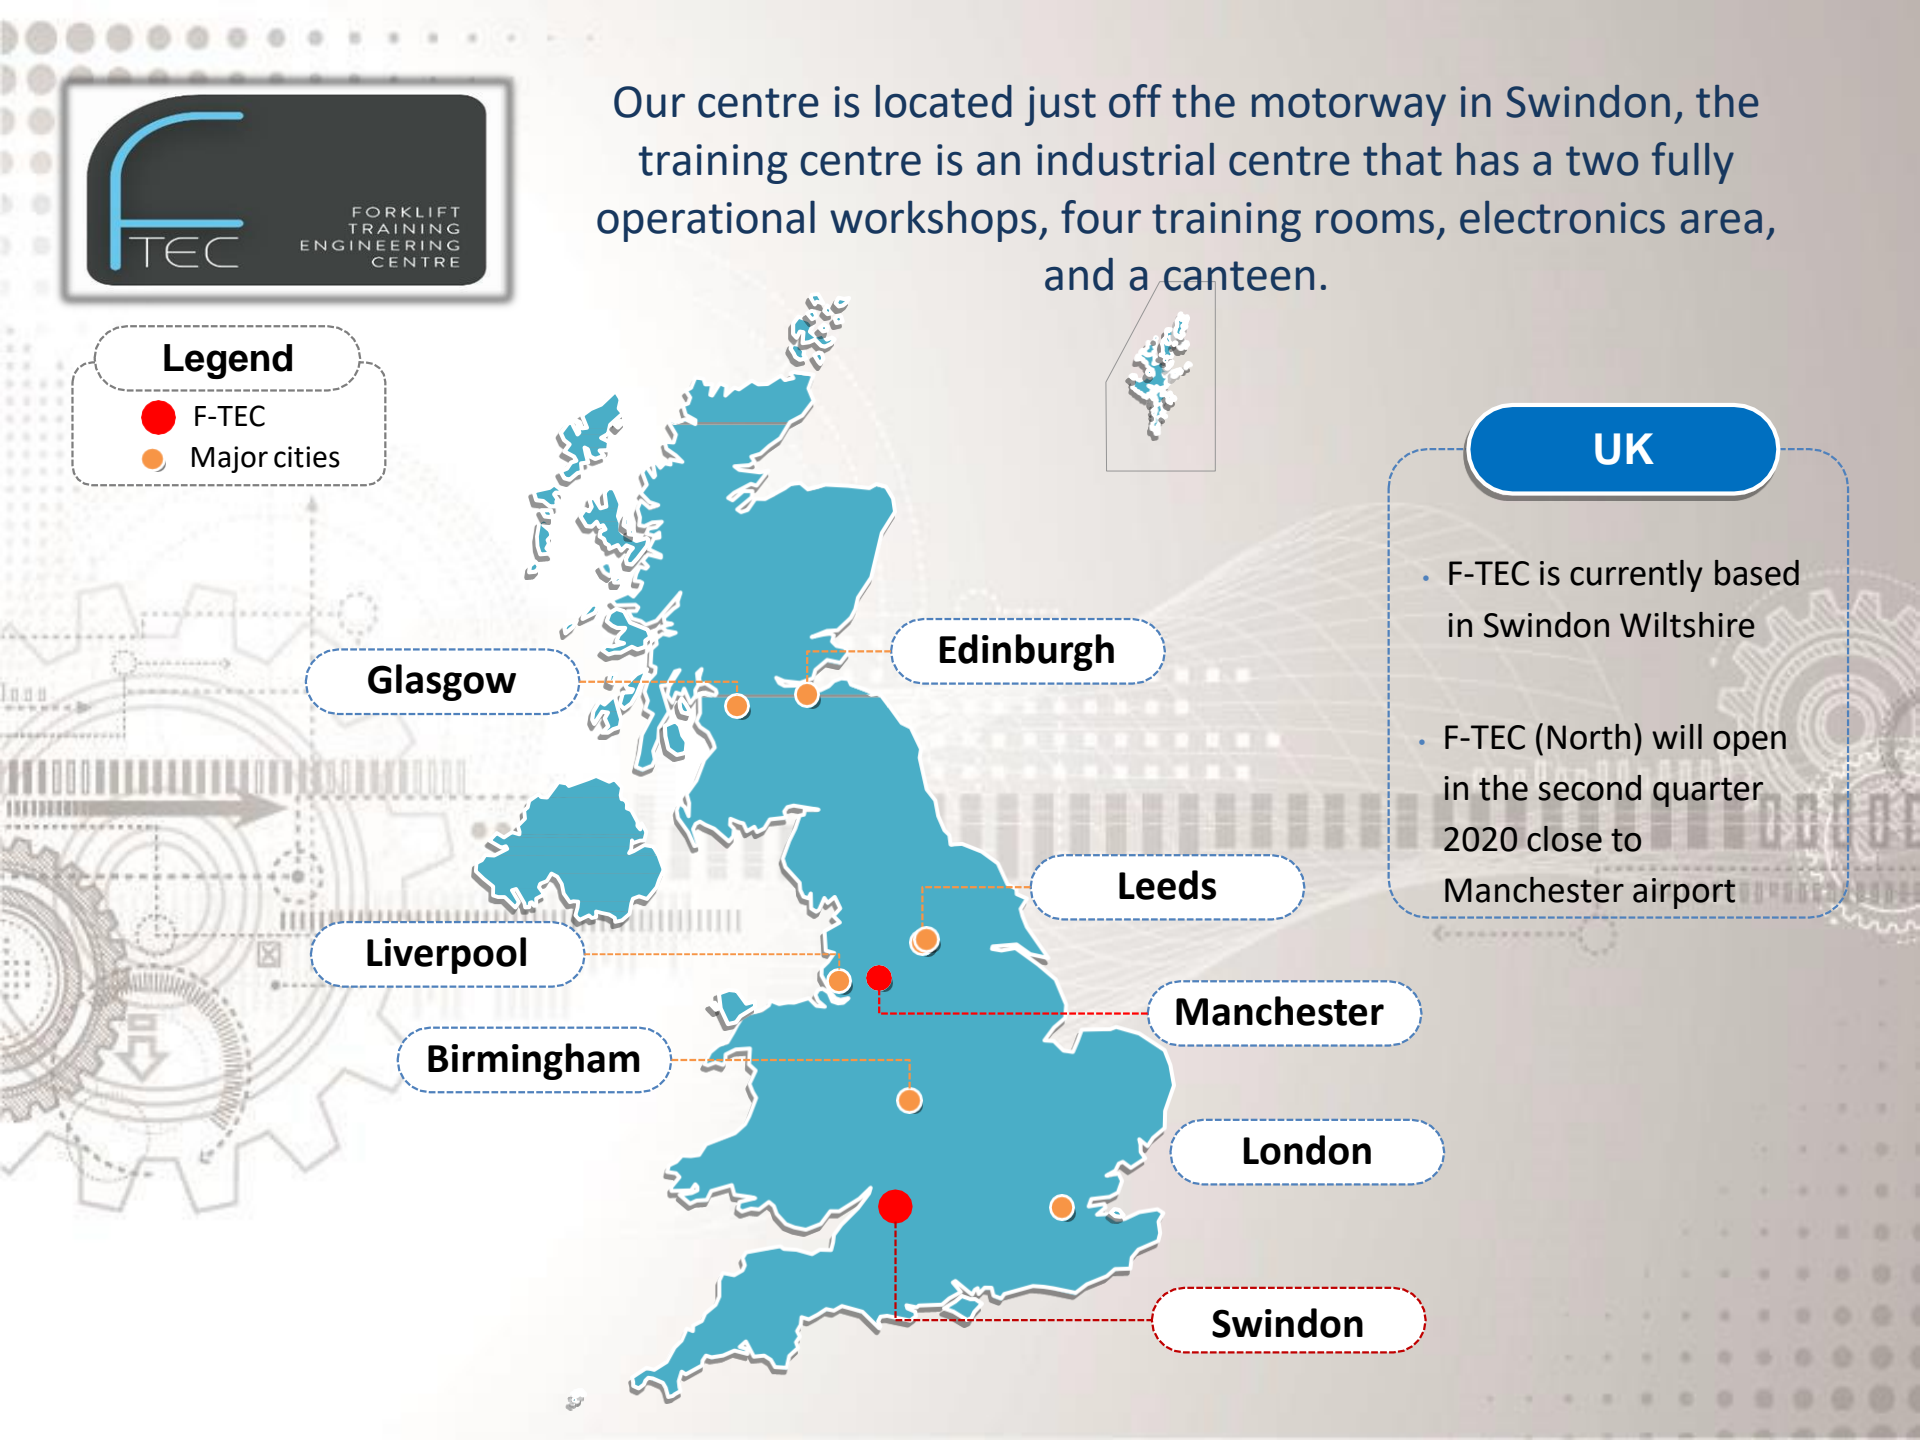 Our centre is located just off the motorway in Swindon, the
training centre is an industrial centre that has a two fully
operational workshops, four training rooms, electronics area,
and a canteen.
TEC
FORKLIFT
TRAINING
ENGINEERING
CENTRE
Legend
F-TEC
Major cities
UK
F-TEC is currently based
in Swindon Wiltshire
F-TEC (North) will open
in the second quarter
2020 close to
Manchester airport
Edinburgh
Glasgow
Leeds
Liverpool
Manchester
Birmingham
London
Swindon